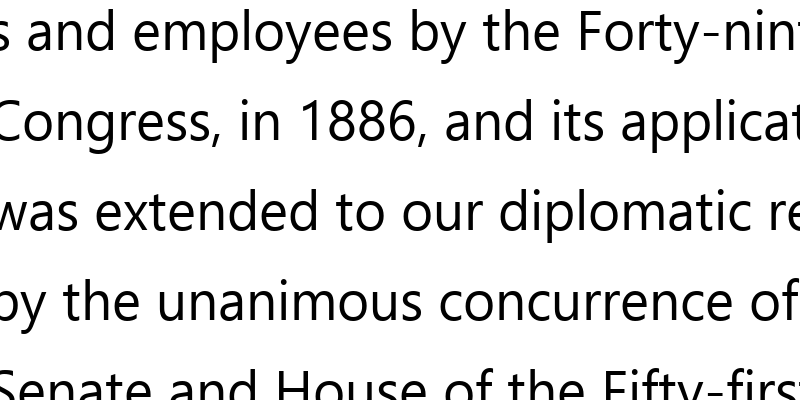 s and employees by the Forty-nint
Congress, in 1886, and its applicat
was extended to our diplomatic re
by the unanimous concurrence of
Senate and House of the Fifty-first